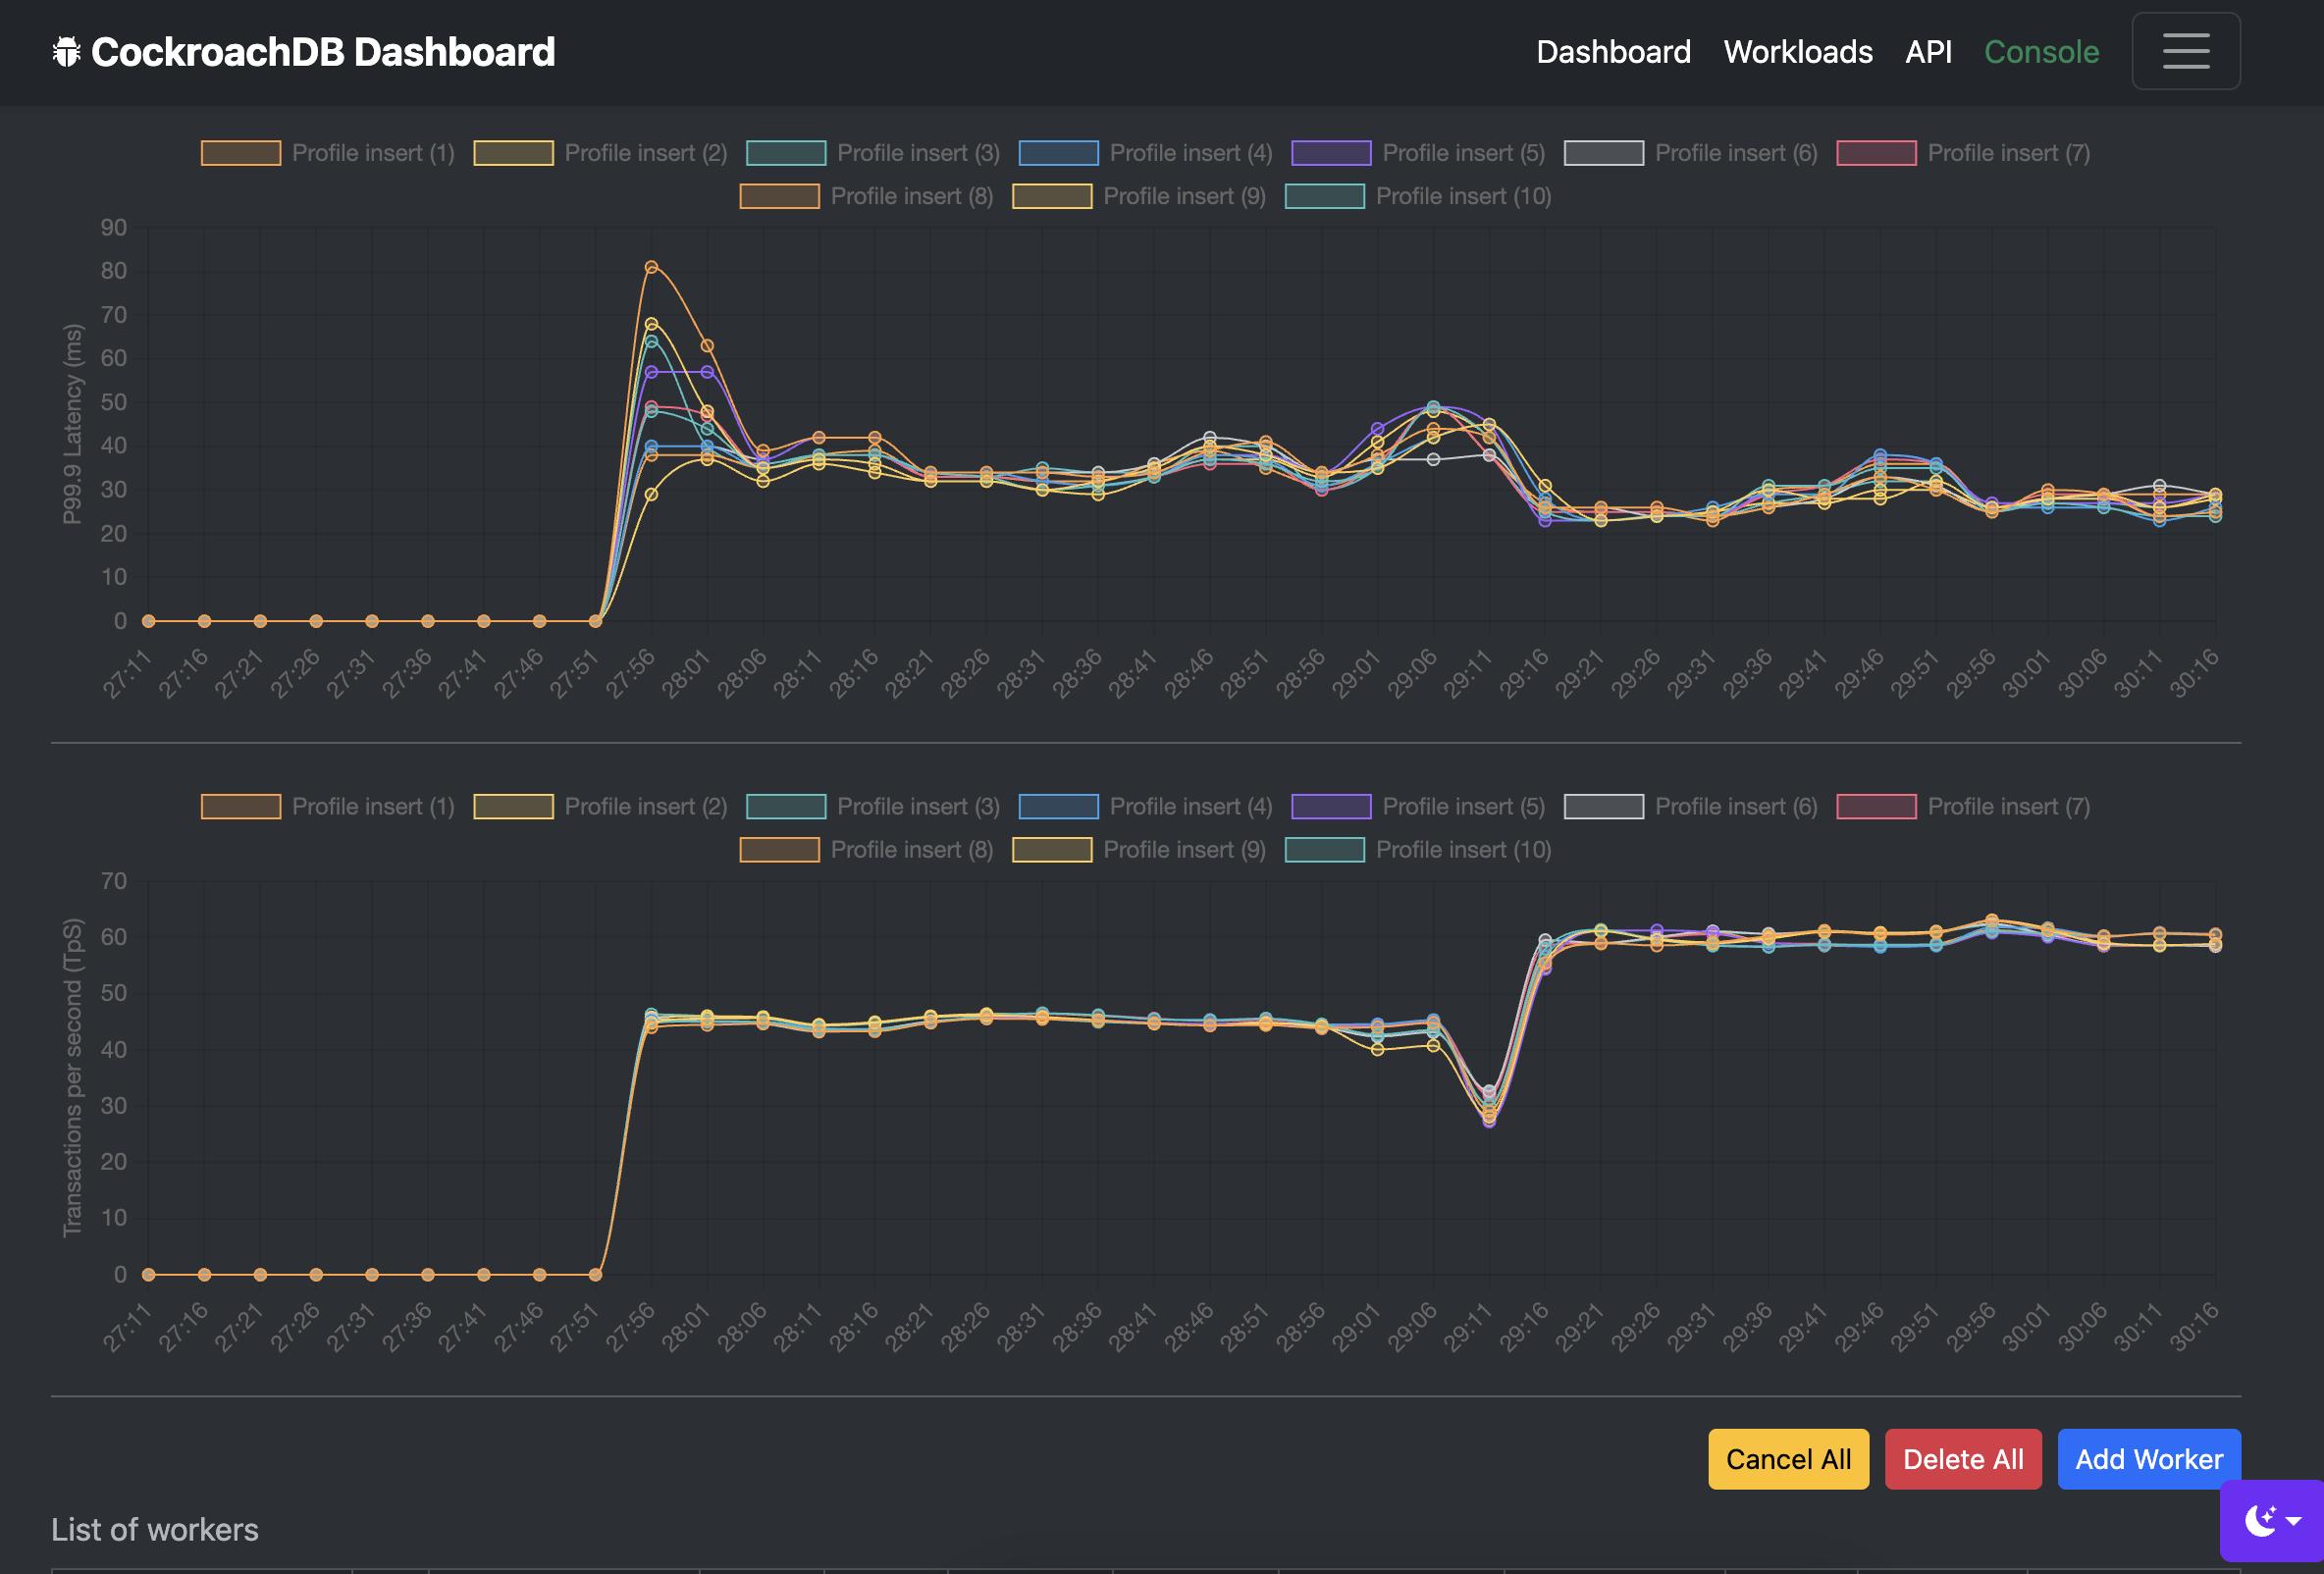 CockroachDB Dashboard
Dashboard Workloads API Console
Profile insert (1) Profile insert (2) Profile insert (3) Profile insert (4) Profile insert (5) Profile insert (6) Profile insert (7)
Profile insert (8) Profile insert (9) Profile insert (10)
P99.9 Latency (ms)
90
80
70
60
50
40
30
20
10
0
27:11 27:16 27:21 27:26 27:31 27:36 27:41 27:46 27:51 27:56 28:01 28:06 28:11 28:16 28:21 28:26 28:31 28:36 28:41 28:46 28:51 28:56 29:01 29:06 29:11 29:16 29:21 29:26 29:31 29:36 29:41 29:46 29:51 29:56 30:01 30:06 30:11 30:16
Profile insert (1) Profile insert (2) Profile insert (3) Profile insert (4) Profile insert (5) Profile insert (6) Profile insert (7)
Profile insert (8) Profile insert (9) Profile insert (10)
Transactions per second (TpS)
70
60
50
40
30
20
10
0
27:11 27:16 27:21 27:26 27:31 27:36 27:41 27:46 27:51 27:56 28:01 28:06 28:11 28:16 28:21 28:26 28:31 28:36 28:41 28:46 28:51 28:56 29:01 29:06 29:11 29:16 29:21 29:26 29:31 29:36 29:41 29:46 29:51 29:56 30:01 30:06 30:11 30:16
Cancel All Delete All Add Worker
List of workers